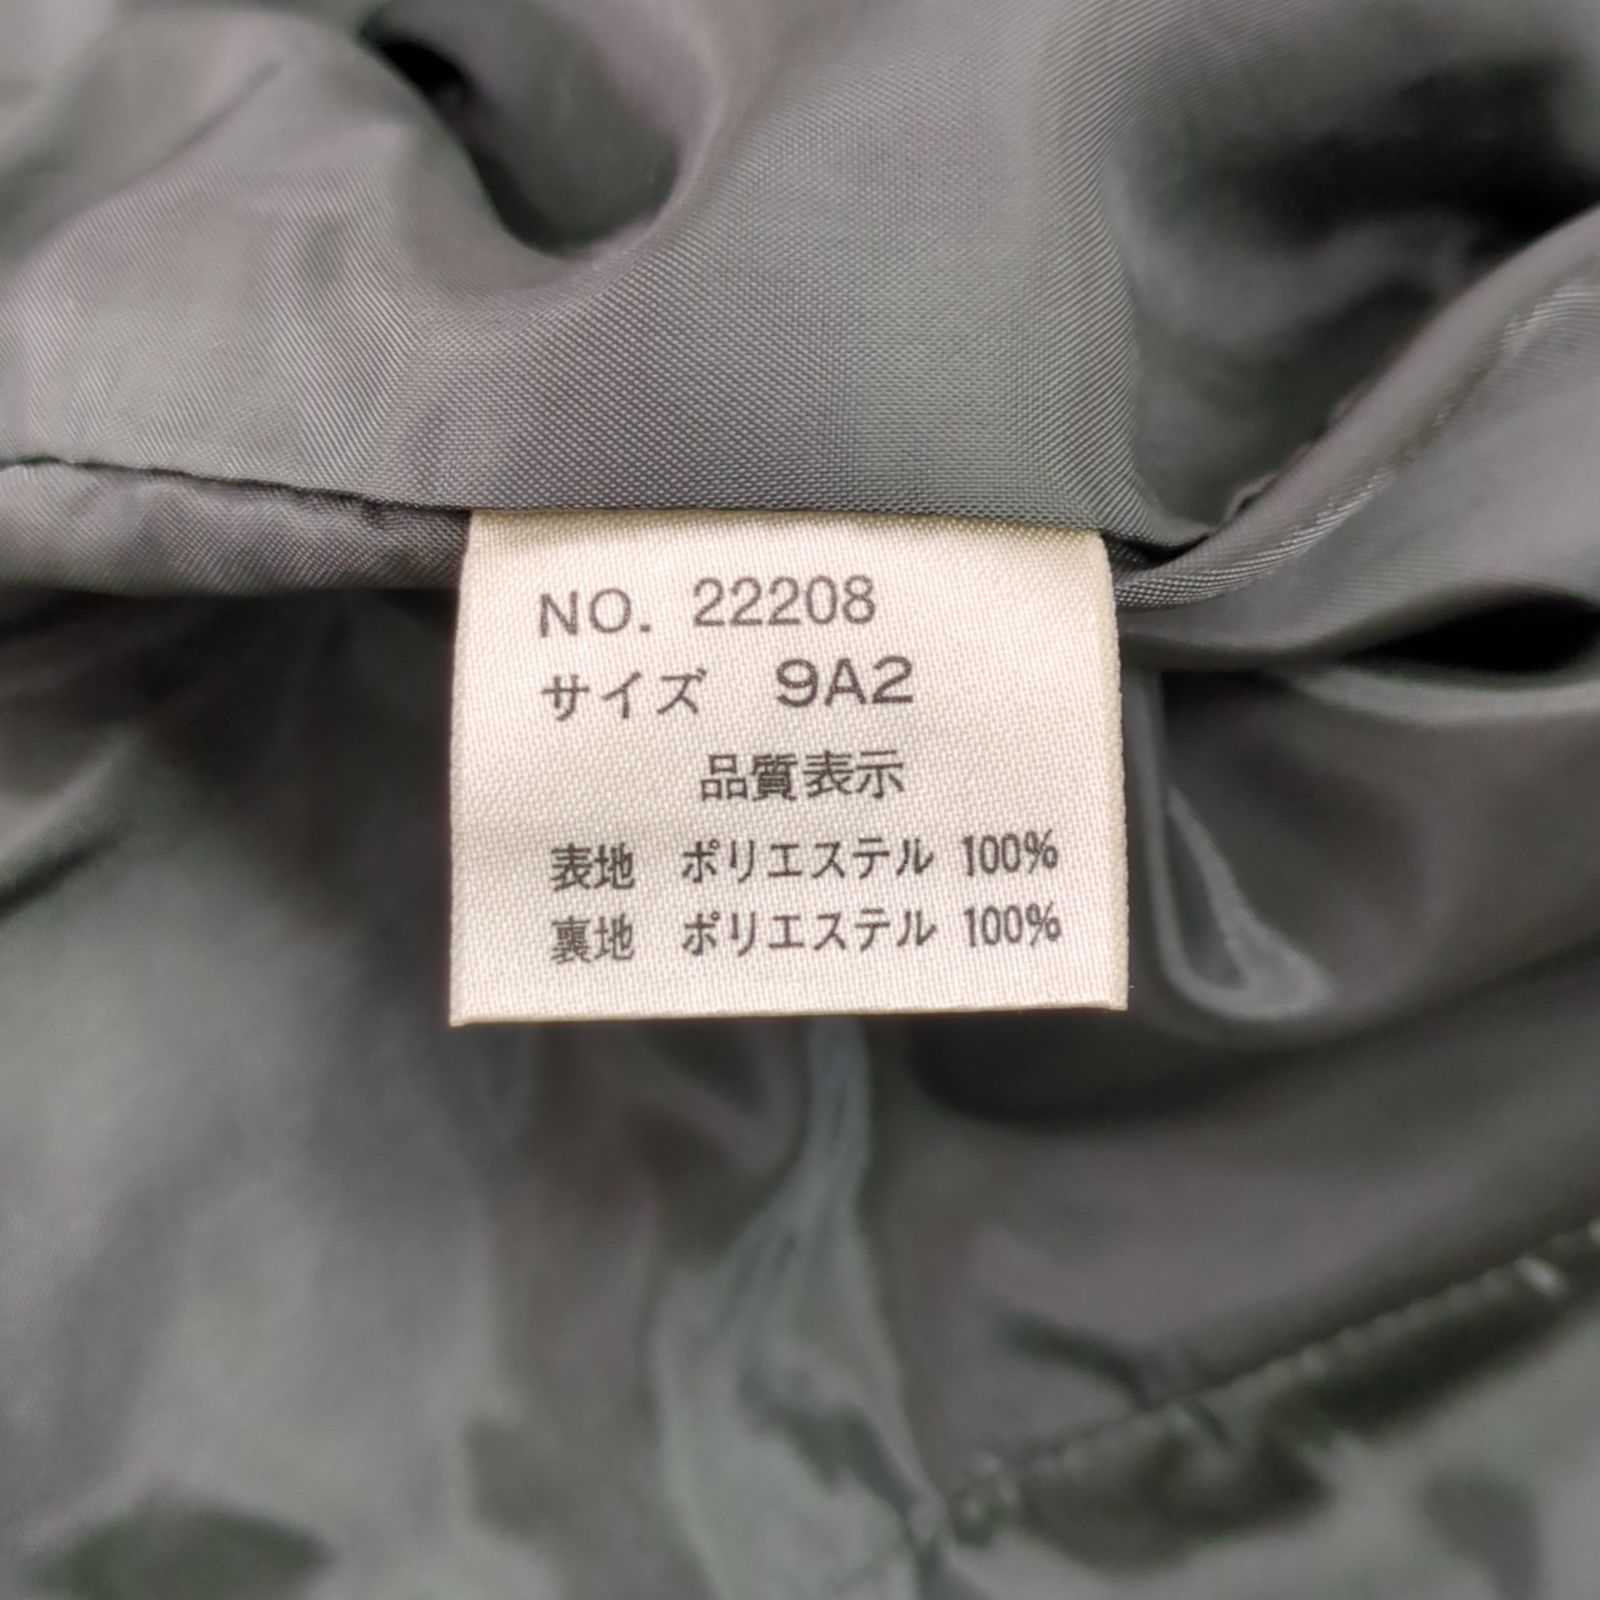 NO. 22208
サイズ 9A2
品質表示
表地 ポリエステル 100%
裏地 ポリエステル 100%